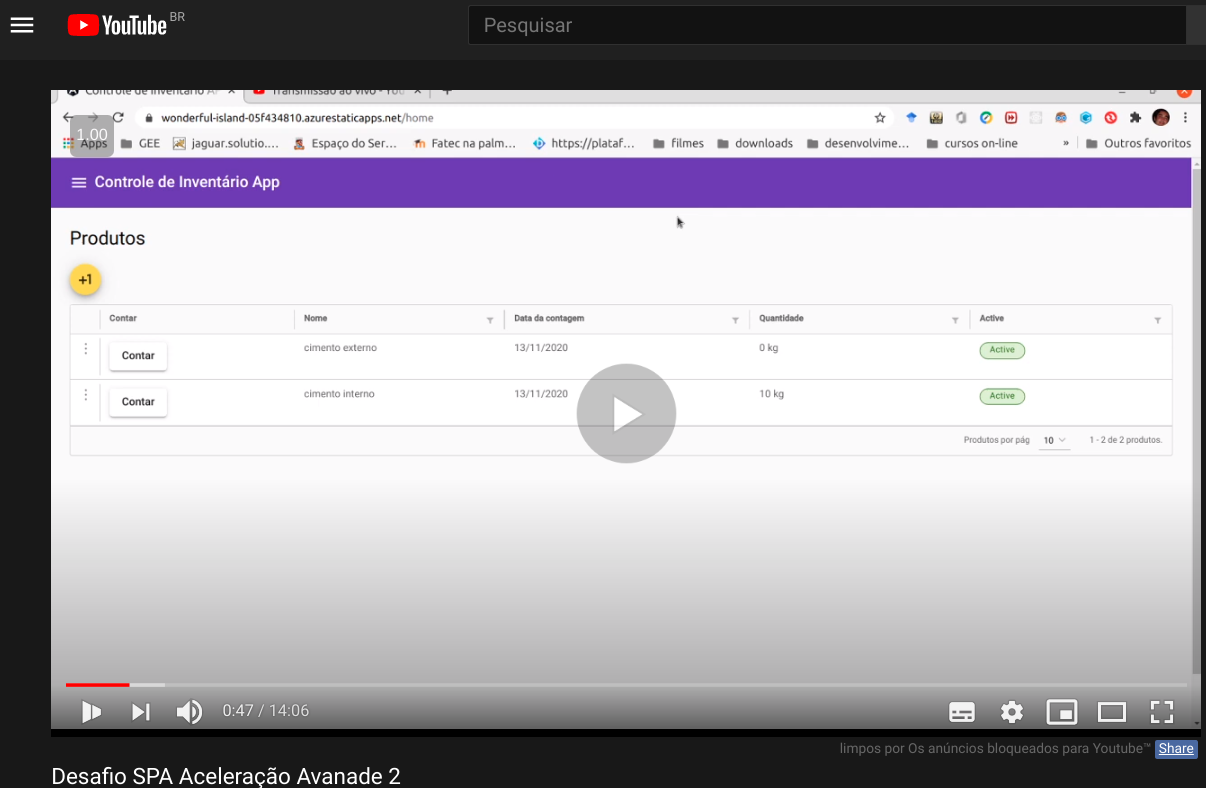 YouTube BR
Pesquisar
Controle de Inventário A
Transmissão ao vivo - You
wonderful-island-05f434810.azurestaticapps.net/home
1.00
Apps GEE jaguar.solutio.... Espaço do Ser... Fatec na palm... https://plataf... filmes downloads desenvolvime... cursos on-line » Outros favoritos
Controle de Inventário App
Produtos
+1
Contar Nome Data da contagem Quantidade Active
Contar cimento externo 13/11/2020 0 kg Active
Contar cimento interno 13/11/2020 10 kg Active
Produtos por pág 10 1 - 2 de 2 produtos.
0:47 / 14:06
limpos por Os anúncios bloqueados para Youtube™ Share
Desafio SPA Aceleração Avanade 2